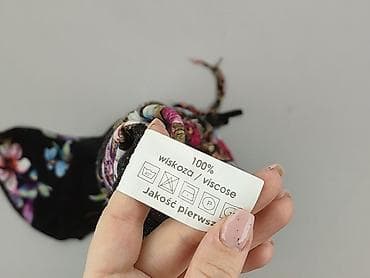 100%
wiskoza / viscose
P
Jakość pierwsz